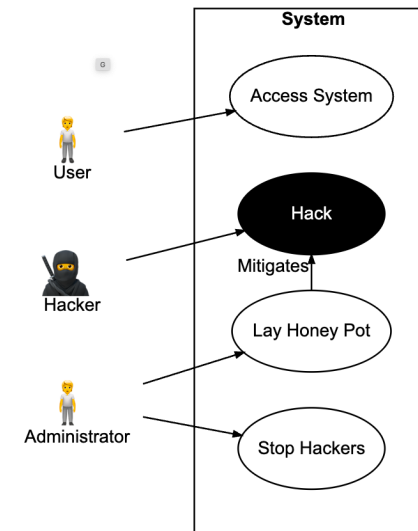 System
G
Access System
User
Hack
Mitigates
Hacker
Lay Honey Pot
Administrator
Stop Hackers